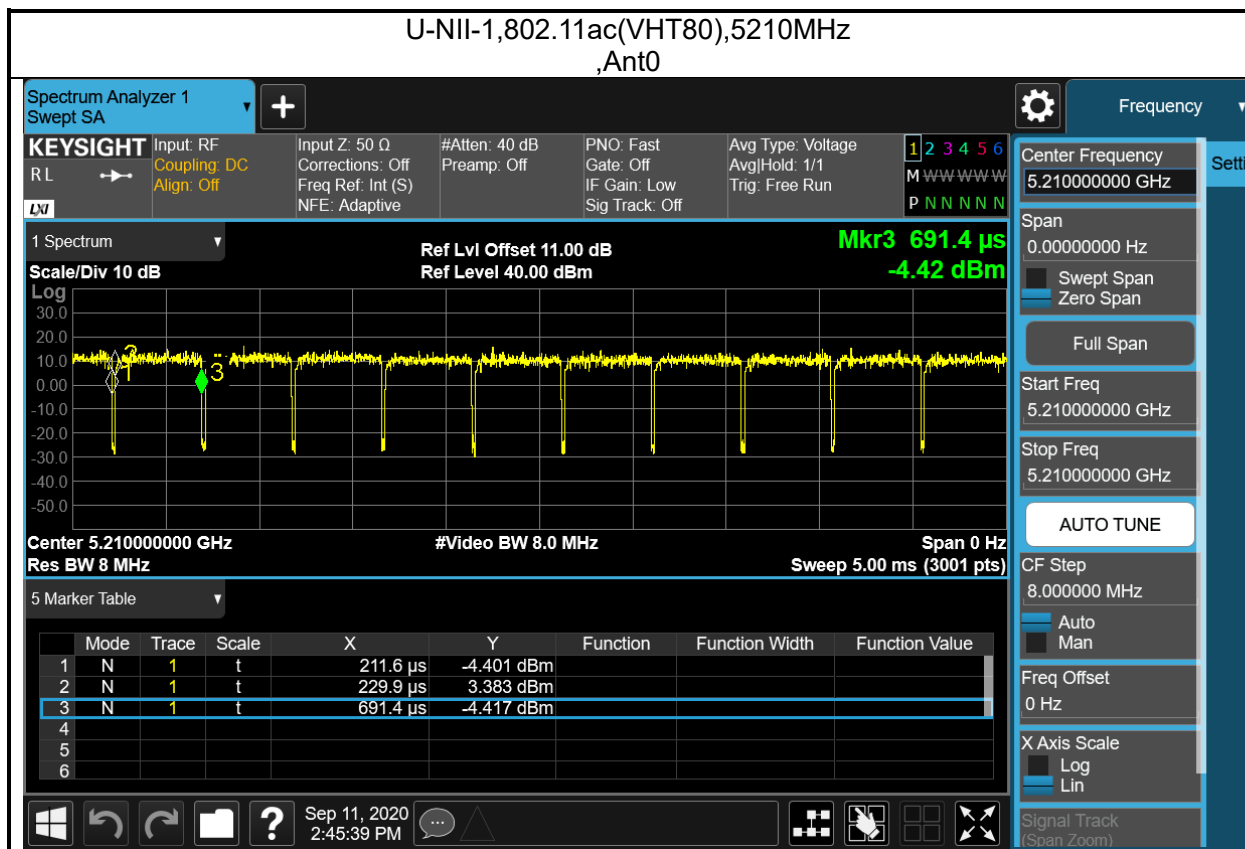 U-NII-1,802.11ac(VHT80),5210MHz
,Ant0
Spectrum Analyzer 1
Swept SA
Frequency
KEYSIGHT
R L
LXI
Input: RF
Coupling: DC
Align: Off
Input Z: 50 Ω
Corrections: Off
Freq Ref: Int (S)
NFE: Adaptive
#Atten: 40 dB
Preamp: Off
PNO: Fast
Gate: Off
IF Gain: Low
Sig Track: Off
Avg Type: Voltage
Avg|Hold: 1/1
Trig: Free Run
1 2 3 4 5 6
M W W W W W
P N N N N N
1 Spectrum
Scale/Div 10 dB
Ref Lvl Offset 11.00 dB
Ref Level 40.00 dBm
Mkr3 691.4 µs
-4.42 dBm
Log
30.0
20.0
10.0
0.00
-10.0
-20.0
-30.0
-40.0
-50.0
2
1
3
Center 5.210000000 GHz
#Video BW 8.0 MHz
Span 0 Hz
Res BW 8 MHz
Sweep 5.00 ms (3001 pts)
5 Marker Table
Mode Trace Scale X Y Function Function Width Function Value
1 N 1 t 211.6 µs -4.401 dBm
2 N 1 t 229.9 µs 3.383 dBm
3 N 1 t 691.4 µs -4.417 dBm
4
5
6
?
Sep 11, 2020
2:45:39 PM
Center Frequency
5.210000000 GHz
Span
0.00000000 Hz
Swept Span
Zero Span
Full Span
Start Freq
5.210000000 GHz
Stop Freq
5.210000000 GHz
AUTO TUNE
CF Step
8.000000 MHz
Auto
Man
Freq Offset
0 Hz
X Axis Scale
Log
Lin
Signal Track
(Span Zoom)